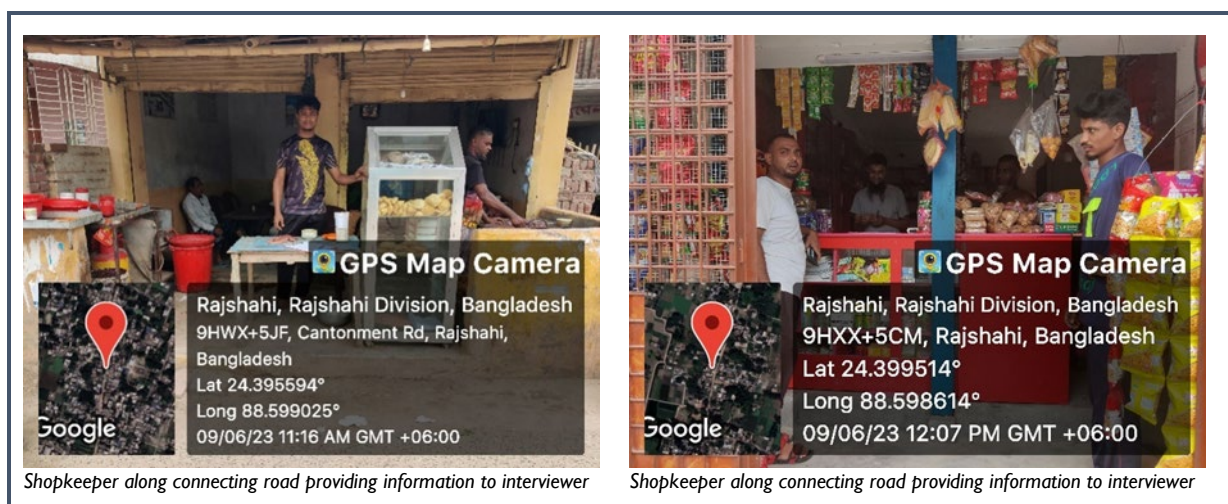 GPS Map Camera
Rajshahi, Rajshahi Division, Bangladesh
9HWX+5JF, Cantonment Rd, Rajshahi,
Bangladesh
Lat 24.395594°
Long 88.599025°
09/06/23 11:16 AM GMT +06:00
Google
Shopkeeper along connecting road providing information to interviewer
GPS Map Camera
Rajshahi, Rajshahi Division, Bangladesh
9HXX+5CM, Rajshahi, Bangladesh
Lat 24.399514°
Long 88.598614°
09/06/23 12:07 PM GMT +06:00
Google
Shopkeeper along connecting road providing information to interviewer